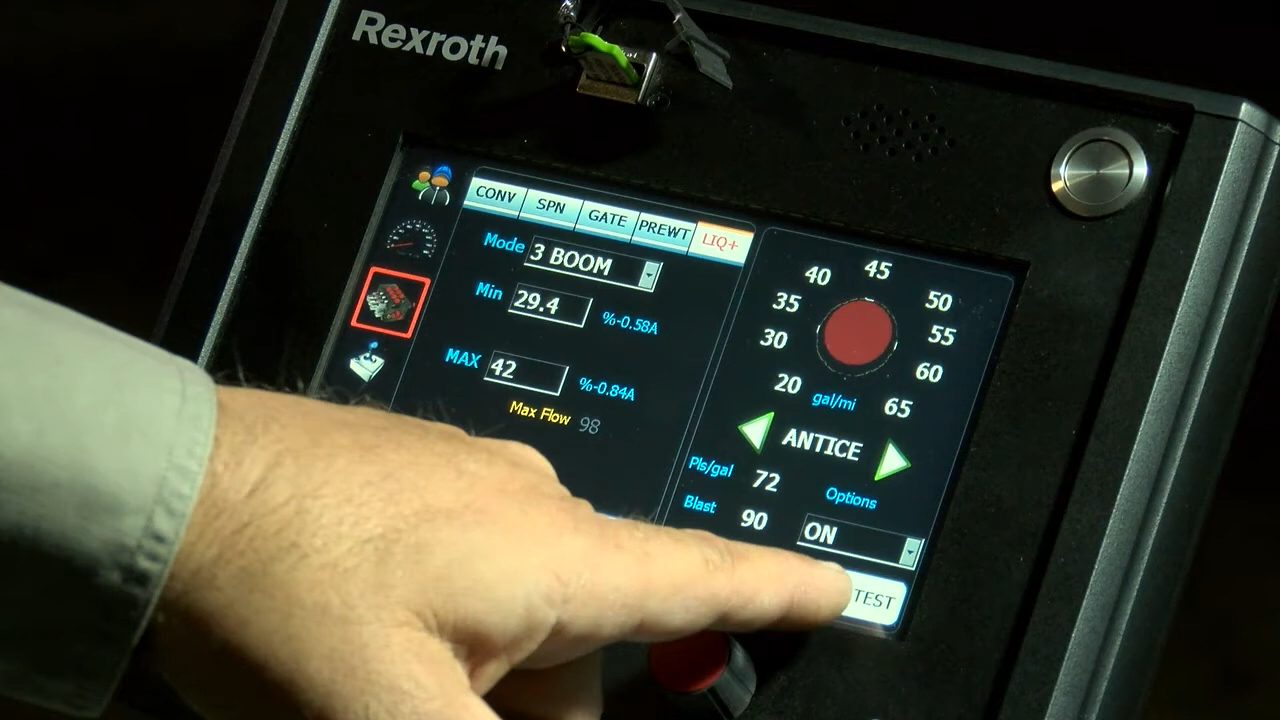 Rexroth
CONV SPN GATE PREWT LIQ+
Mode 3 BOOM
Min 29.4 %-0.58A
MAX 42 %-0.84A
Max Flow 98
45
40 50
35 55
30 60
20 gal/mi 65
ANTICE
Pls/gal 72
Options
Blast 90 ON
TEST